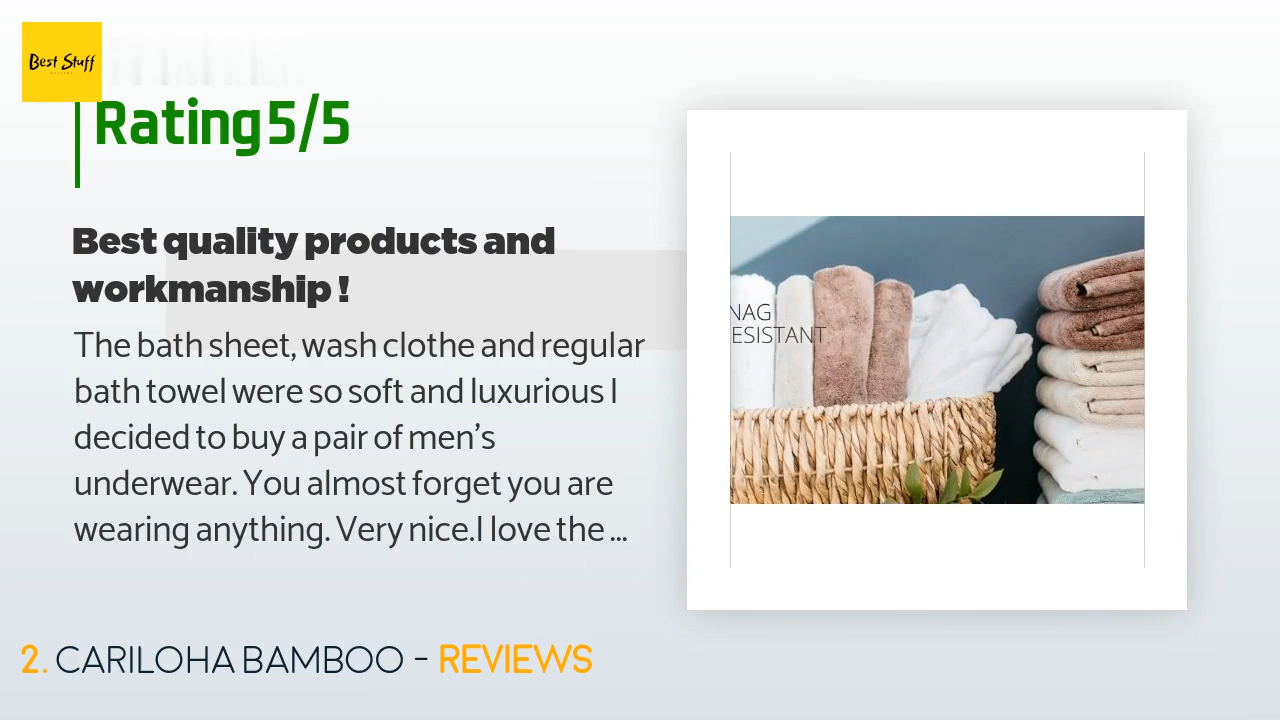 Best Stuff
Rating 5/5
Best quality products and
workmanship !
The bath sheet, wash clothe and regular
bath towel were so soft and luxurious I
decided to buy a pair of men's
underwear. You almost forget you are
wearing anything. Very nice.I love the ...
NAG
ESISTANT
2. CARILOHA BAMBOO - REVIEWS